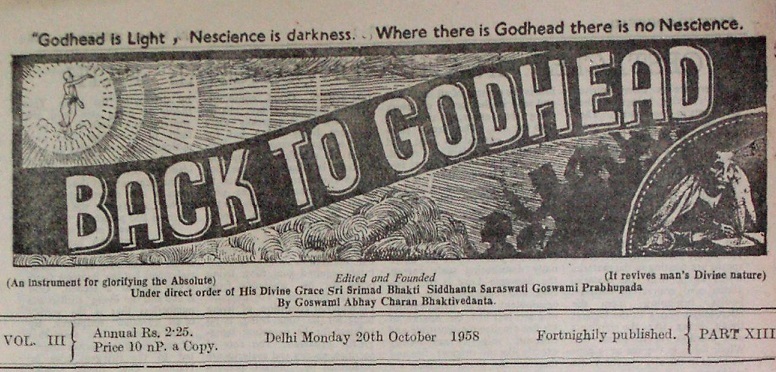 "Godhead is Light, Nescience is darkness. Where there is Godhead there is no Nescience.
BACK TO GODHEAD
(An instrument for glorifying the Absolute) Edited and Founded (It revives man's Divine nature)
Under direct order of His Divine Grace Sri Srimad Bhakti Siddhanta Saraswati Goswami Prabhupada
By Goswami Abhay Charan Bhaktivedanta.
VOL. III } Annual Rs. 2·25. Delhi Monday 20th October 1958 Fortnighily published. { PART XIII
Price 10 nP. a Copy.